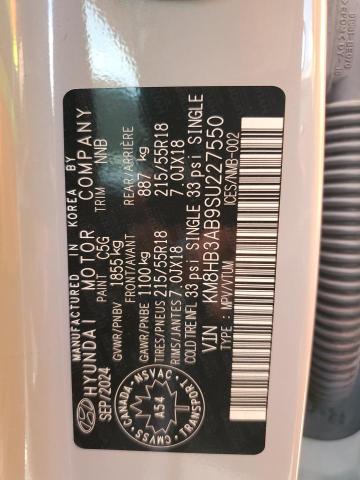 MANUFACTURED IN KOREA BY
HYUNDAI MOTOR COMPANY
SEP/2024 PAINT C5G TRIM NNB
GVWR/PNBV 1855 kg FRONT/AVANT REAR/ARRIÈRE
GAWR/PNBE 1100 kg 887 kg
TIRES/PNEUS 215/55R18 215/55R18
RIMS/JANTES 7.0JX18 7.0JX18
COLD TIRE INFL 33 psi SINGLE 33 psi SINGLE
VIN : KM8HB3AB9SU227550
TYPE : MPV/VTUM ICES/NMB-002
CANADA NSVAC TRANSPORT CMVSS
A54